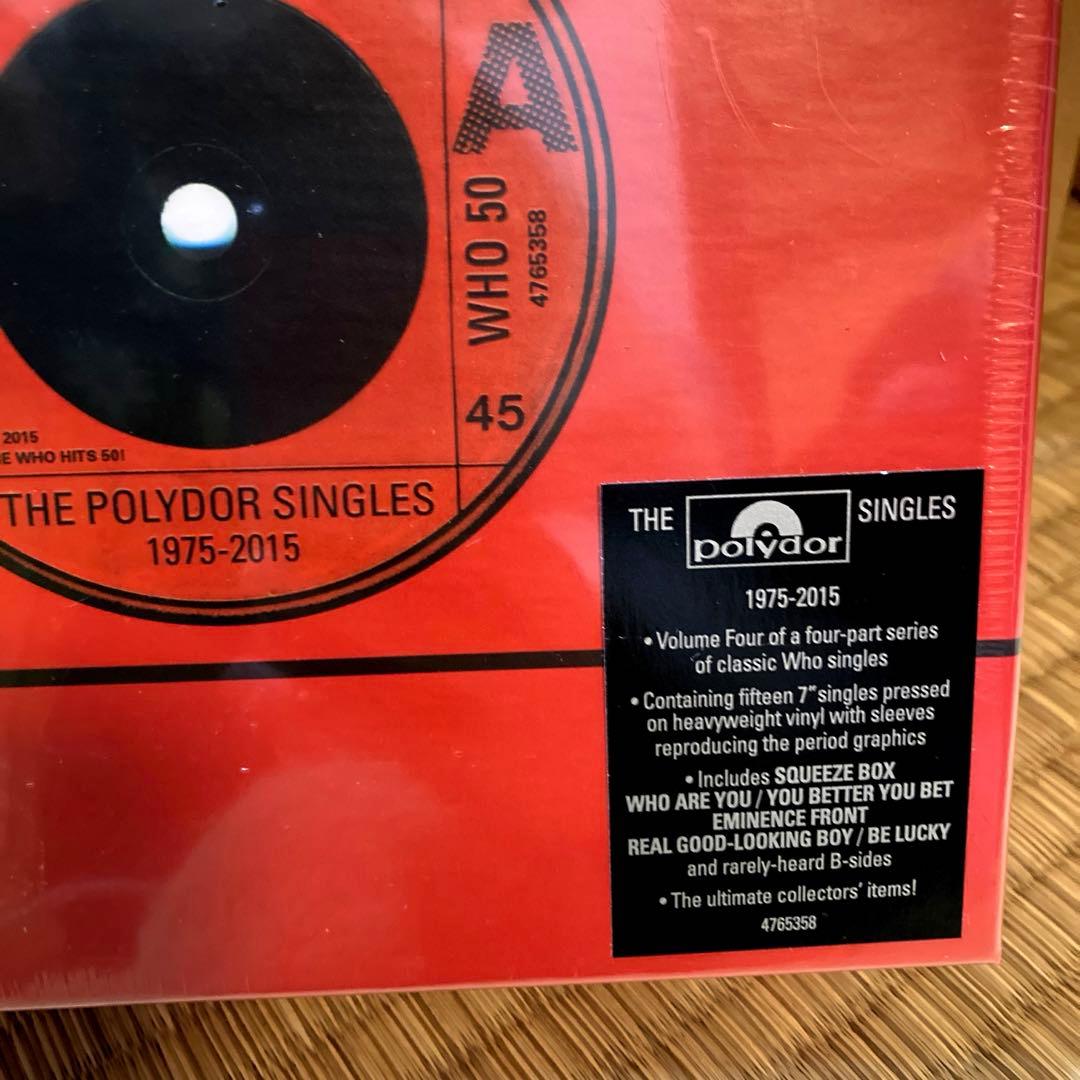 A
WHO 50
4765358
45
2015
E WHO HITS 50!
THE POLYDOR SINGLES
1975-2015
THE polydor SINGLES
1975-2015
• Volume Four of a four-part series
of classic Who singles
• Containing fifteen 7" singles pressed
on heavyweight vinyl with sleeves
reproducing the period graphics
• Includes SQUEEZE BOX
WHO ARE YOU / YOU BETTER YOU BET
EMINENCE FRONT
REAL GOOD-LOOKING BOY / BE LUCKY
and rarely-heard B-sides
• The ultimate collectors' items!
4765358